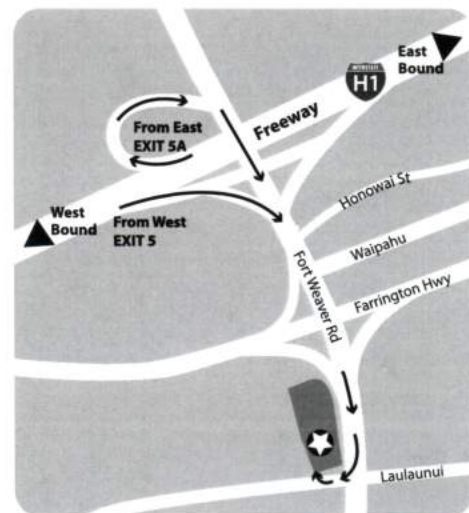 East
Bound
INTERSTATE
H1
Freeway
From East
EXIT 5A
Honowai St
West
Bound
From West
EXIT 5
Waipahu
Fort Weaver Rd
Farrington Hwy
Laulaunui